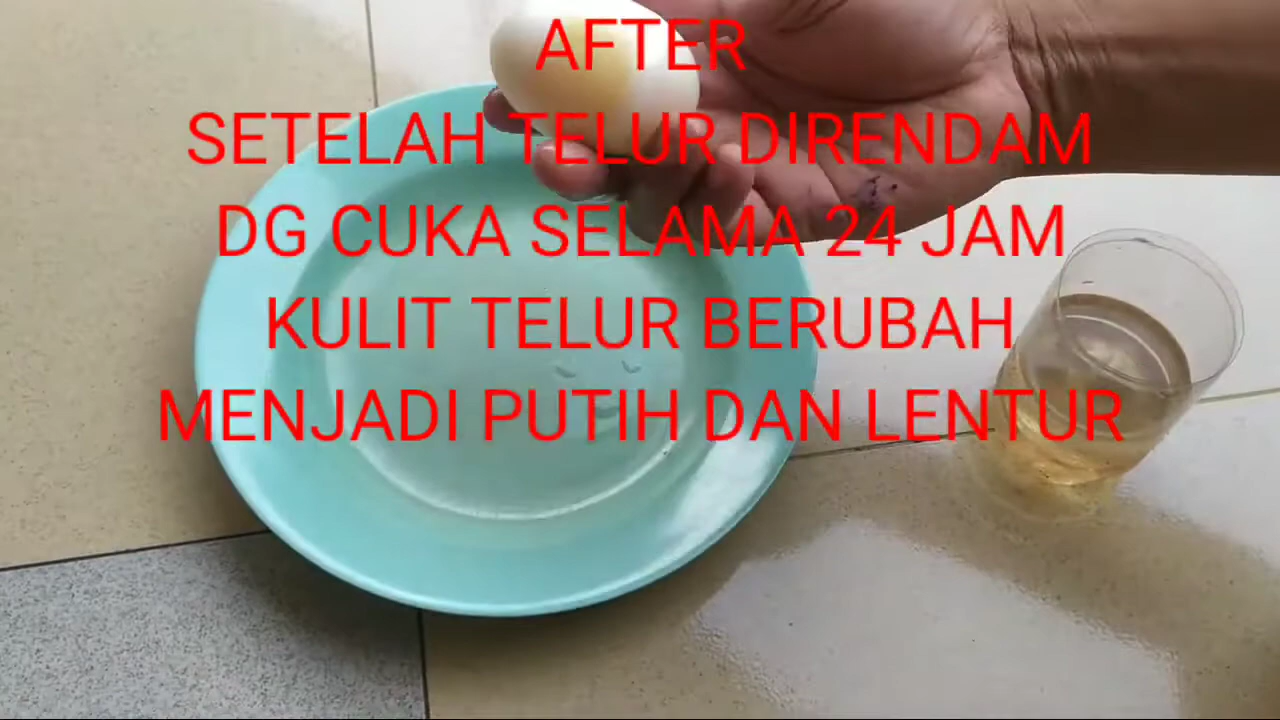 AFTER
SETELAH TELUR DIRENDAM
DG CUKA SELAMA 24 JAM
KULIT TELUR BERUBAH
MENJADI PUTIH DAN LENTUR